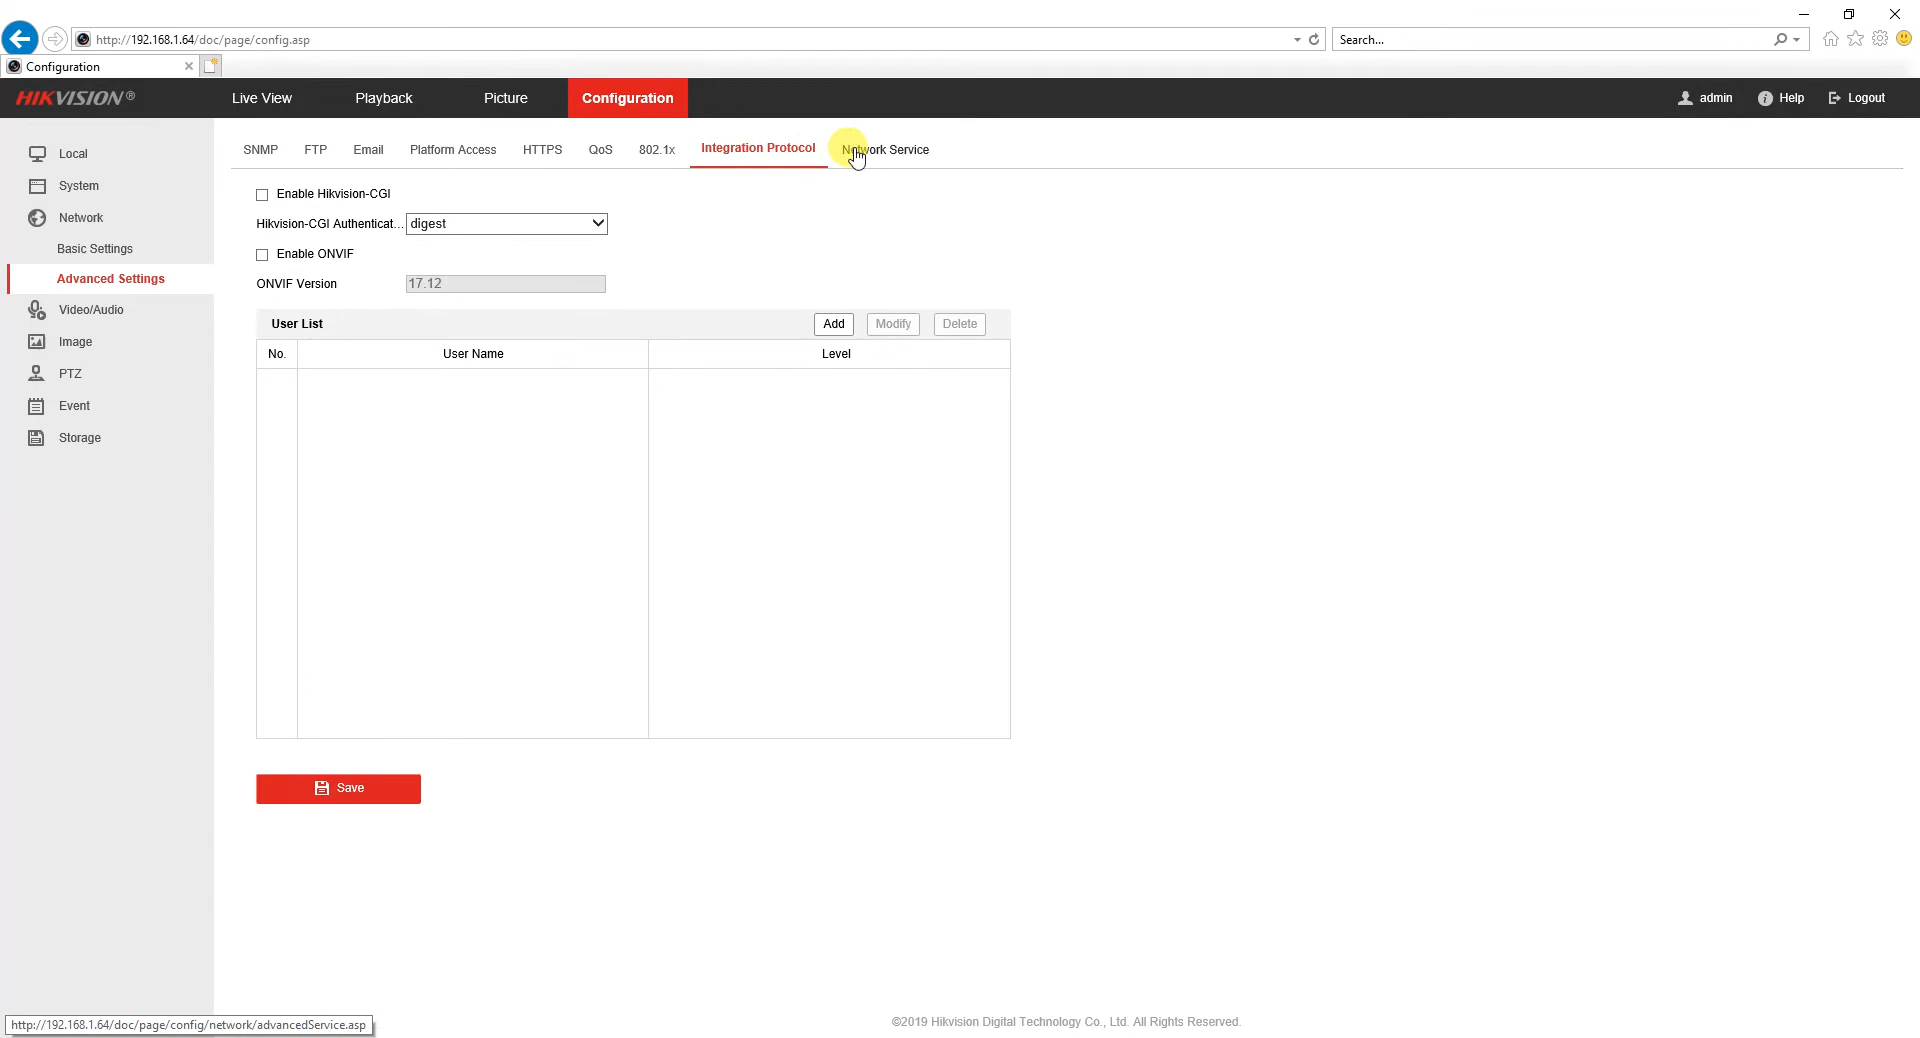 http://192.168.1.64/doc/page/config.asp
Search...
Configuration
HIKVISION®
Live View
Playback
Picture
Configuration
admin
Help
Logout
Local
System
Network
Basic Settings
Advanced Settings
Video/Audio
Image
PTZ
Event
Storage
SNMP
FTP
Email
Platform Access
HTTPS
QoS
802.1x
Integration Protocol
Network Service
Enable Hikvision-CGI
Hikvision-CGI Authenticat...
digest
Enable ONVIF
ONVIF Version
17.12
User List
Add
Modify
Delete
No.
User Name
Level
Save
©2019 Hikvision Digital Technology Co., Ltd. All Rights Reserved.
http://192.168.1.64/doc/page/config/network/advancedService.asp